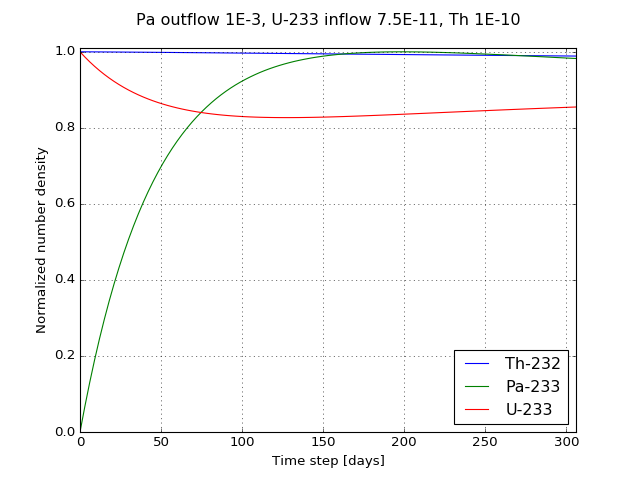 Pa outflow 1E-3, U-233 inflow 7.5E-11, Th 1E-10
1.0
0.8
0.6
0.4
0.2
0.0
Normalized number density
0 50 100 150 200 250 300
Time step [days]
Th-232
Pa-233
U-233